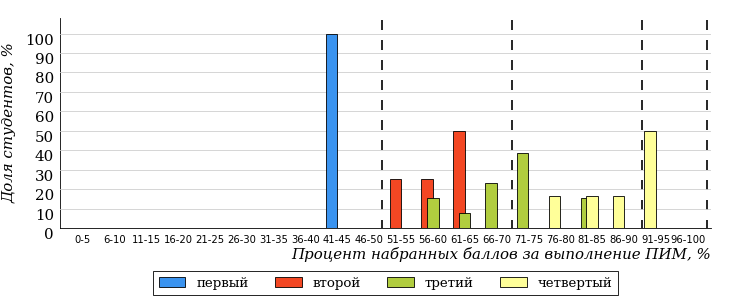 Доля студентов, %
100
90
80
70
60
50
40
30
20
10
0
0-5 6-10 11-15 16-20 21-25 26-30 31-35 36-40 41-45 46-50 51-55 56-60 61-65 66-70 71-75 76-80 81-85 86-90 91-95 96-100
Процент набранных баллов за выполнение ПИМ, %
первый второй третий четвертый